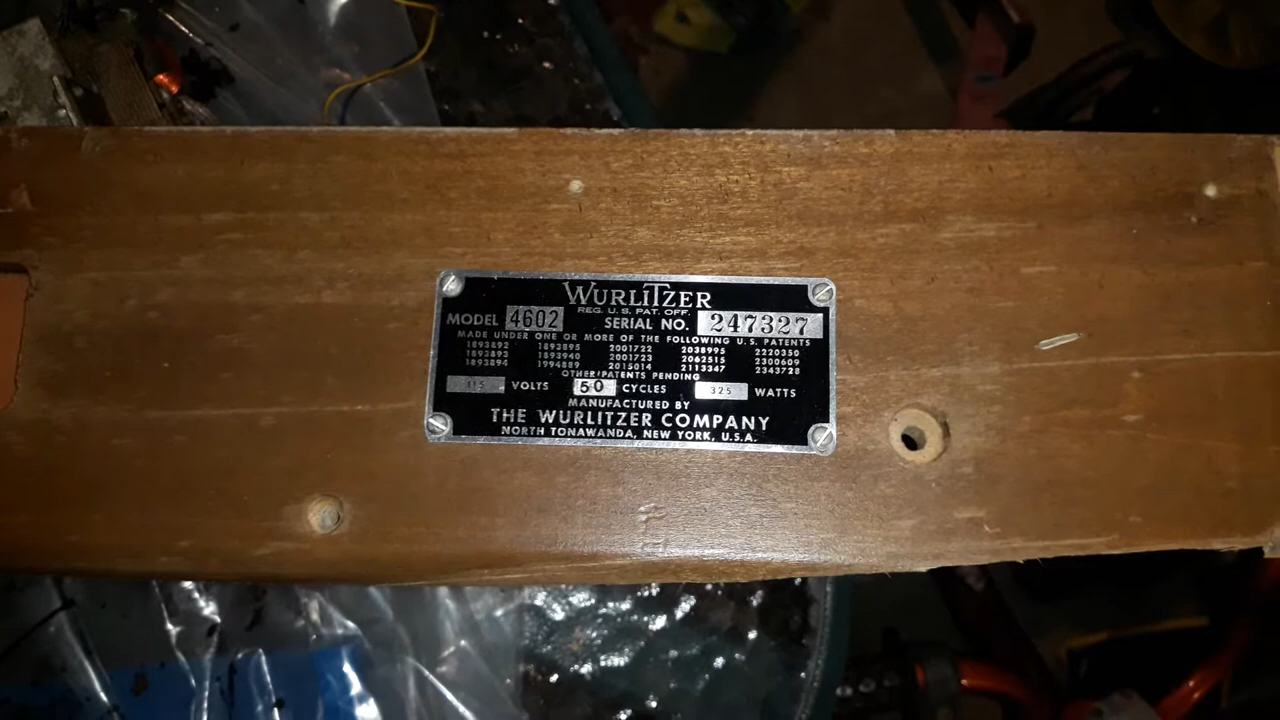 WURLITZER
REG. U.S. PAT. OFF.
MODEL 4602 SERIAL NO. 247327
MADE UNDER ONE OR MORE OF THE FOLLOWING U.S. PATENTS
1893892 1893895 2001722 2038995 2220350
1893893 1893940 2001723 2062515 2300609
1893894 1994889 2015014 2113347 2343728
OTHER PATENTS PENDING
115 VOLTS 50 CYCLES 325 WATTS
MANUFACTURED BY
THE WURLITZER COMPANY
NORTH TONAWANDA, NEW YORK, U.S.A.